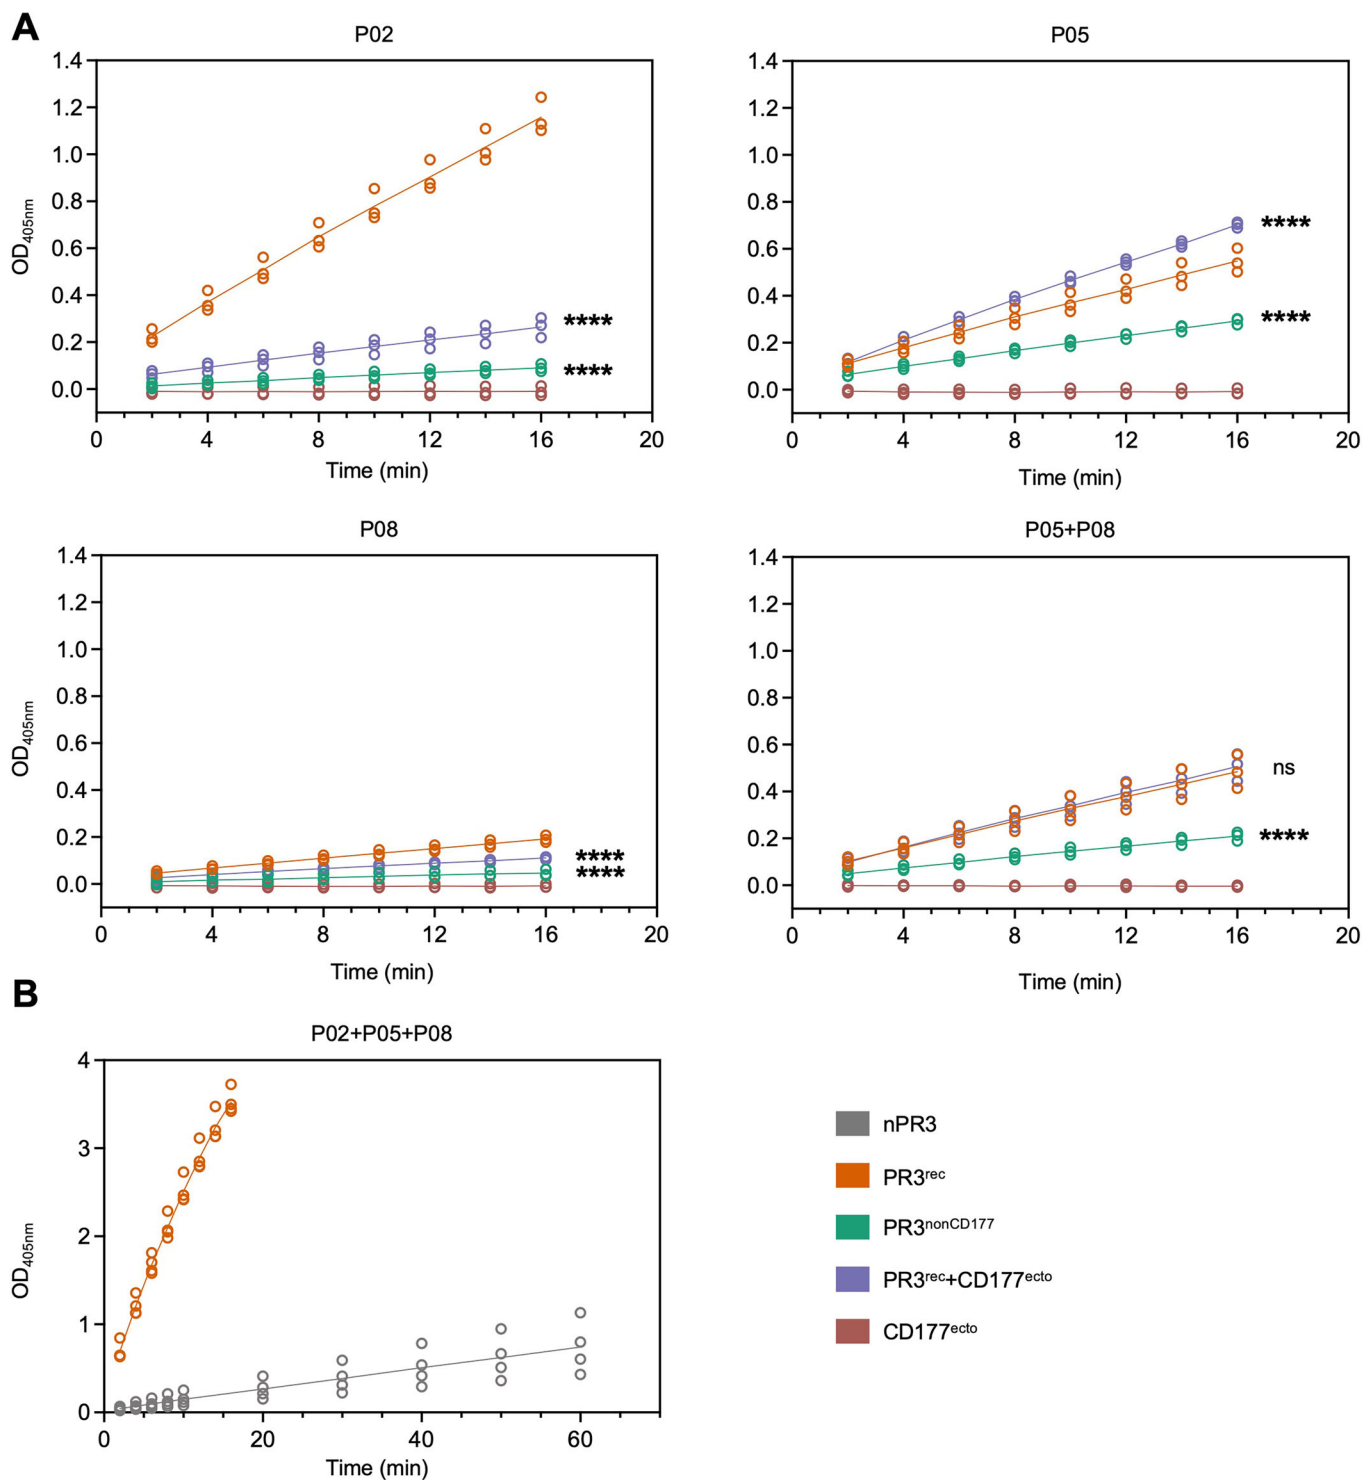 A
P02
P05
1.4
1.2
1.0
0.8
0.6
0.4
0.2
0.0
OD405nm
****
****
0 4 8 12 16 20
Time (min)
1.4
1.2
1.0
0.8
0.6
0.4
0.2
0.0
****
****
0 4 8 12 16 20
Time (min)
P08
P05+P08
1.4
1.2
1.0
0.8
0.6
0.4
0.2
0.0
OD405nm
****
****
0 4 8 12 16 20
Time (min)
1.4
1.2
1.0
0.8
0.6
0.4
0.2
0.0
ns
****
0 4 8 12 16 20
Time (min)
B
P02+P05+P08
4
3
2
1
0
OD405nm
0 20 40 60
Time (min)
nPR3
PR3rec
PR3nonCD177
PR3rec+CD177ecto
CD177ecto